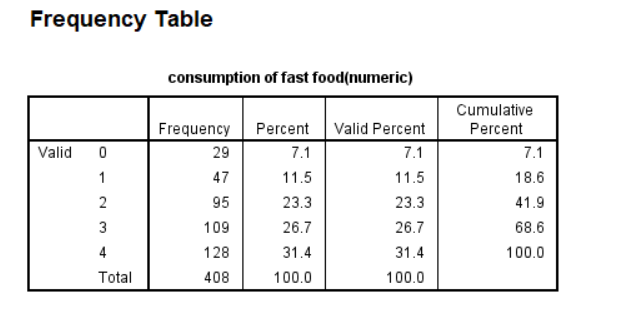 Frequency Table
consumption of fast food(numeric)
Frequency Percent Valid Percent Cumulative Percent
Valid 0 29 7.1 7.1 7.1
1 47 11.5 11.5 18.6
2 95 23.3 23.3 41.9
3 109 26.7 26.7 68.6
4 128 31.4 31.4 100.0
Total 408 100.0 100.0